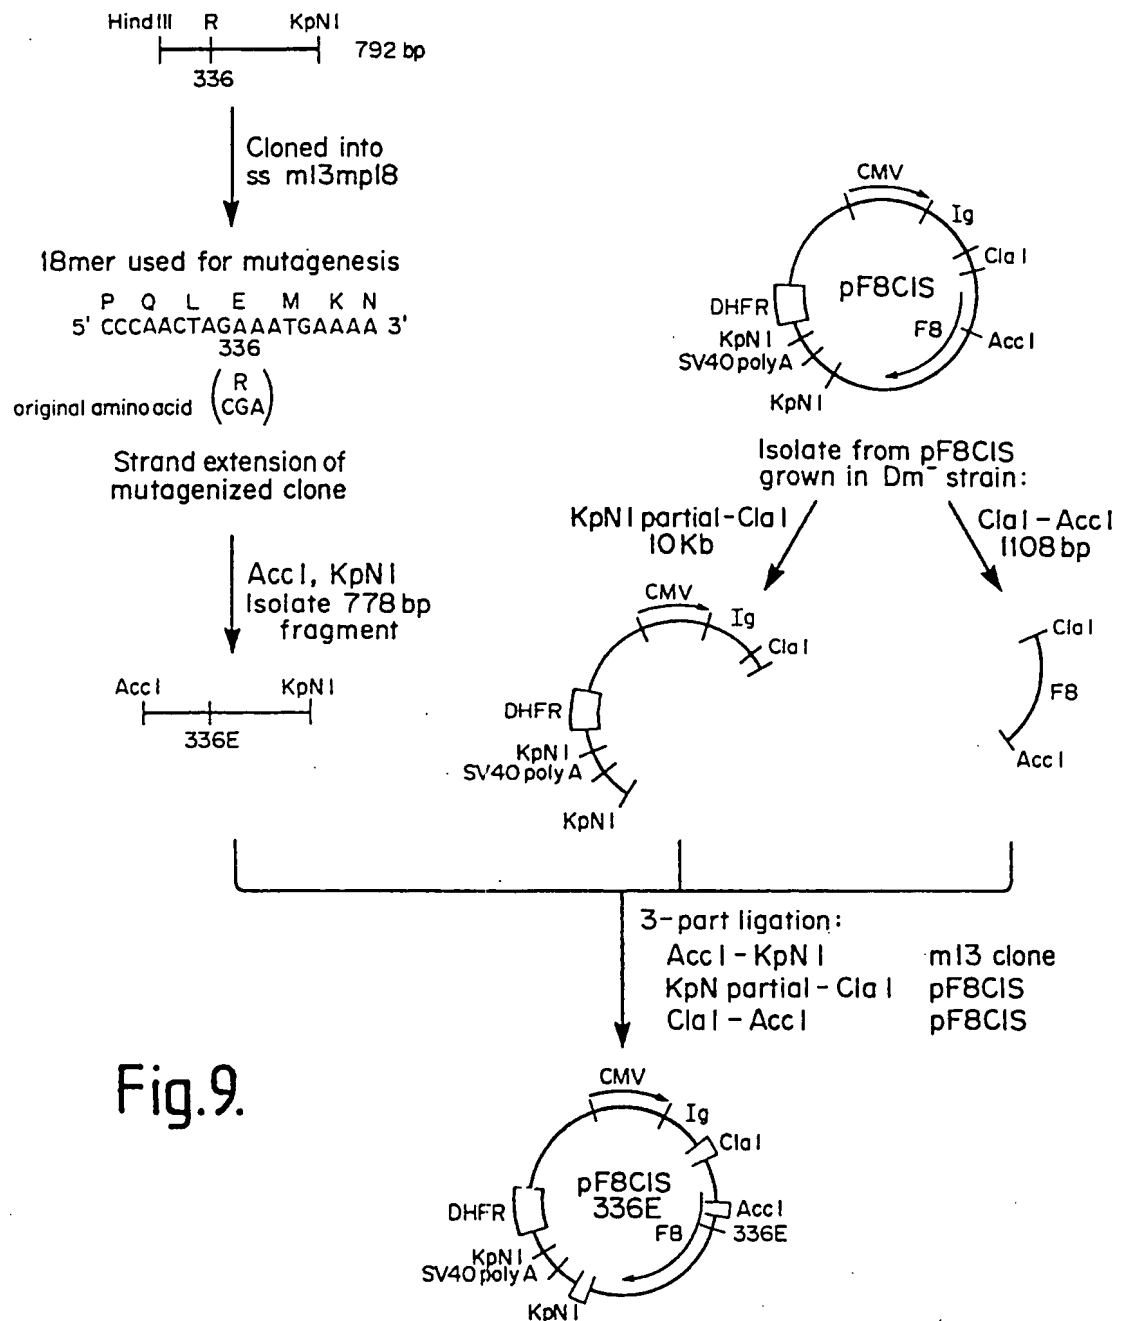 Hind III R KpN I
792 bp
336
Cloned into
ss m13mp18
18mer used for mutagenesis
P Q L E M K N
5' CCCAACTAGAAATGAAAA 3'
336
original amino acid (R
CGA)
Strand extension of
mutagenized clone
Acc I, KpN I
Isolate 778 bp
fragment
Acc I KpN I
336E
CMV
Ig
Cla I
pF8CIS
DHFR
F8
Acc I
KpN I
SV40 poly A
KpN I
Isolate from pF8CIS
grown in Dm⁻ strain:
KpN I partial-Cla I
10Kb
Cla I - Acc I
1108 bp
CMV
Ig
Cla I
DHFR
KpN I
SV40 poly A
KpN I
Cla I
F8
Acc I
3-part ligation:
Acc I - KpN I m13 clone
KpN partial - Cla I pF8CIS
Cla I - Acc I pF8CIS
Fig.9.
CMV
Ig
Cla I
pF8CIS
336E
DHFR
Acc I
F8
336E
KpN I
SV40 poly A
KpN I